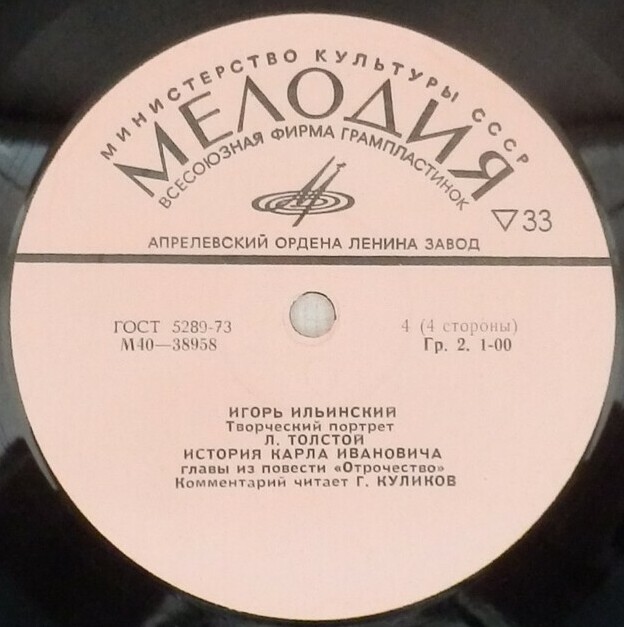 МИНИСТЕРСТВО КУЛЬТУРЫ СССР
МЕЛОДИЯ
ВСЕСОЮЗНАЯ ФИРМА ГРАМПЛАСТИНОК
▽33
АПРЕЛЕВСКИЙ ОРДЕНА ЛЕНИНА ЗАВОД
ГОСТ 5289-73
М40—38958
4 (4 стороны)
Гр. 2. 1-00
ИГОРЬ ИЛЬИНСКИЙ
Творческий портрет
Л. ТОЛСТОЙ
ИСТОРИЯ КАРЛА ИВАНОВИЧА
главы из повести «Отрочество»
Комментарий читает Г. КУЛИКОВ